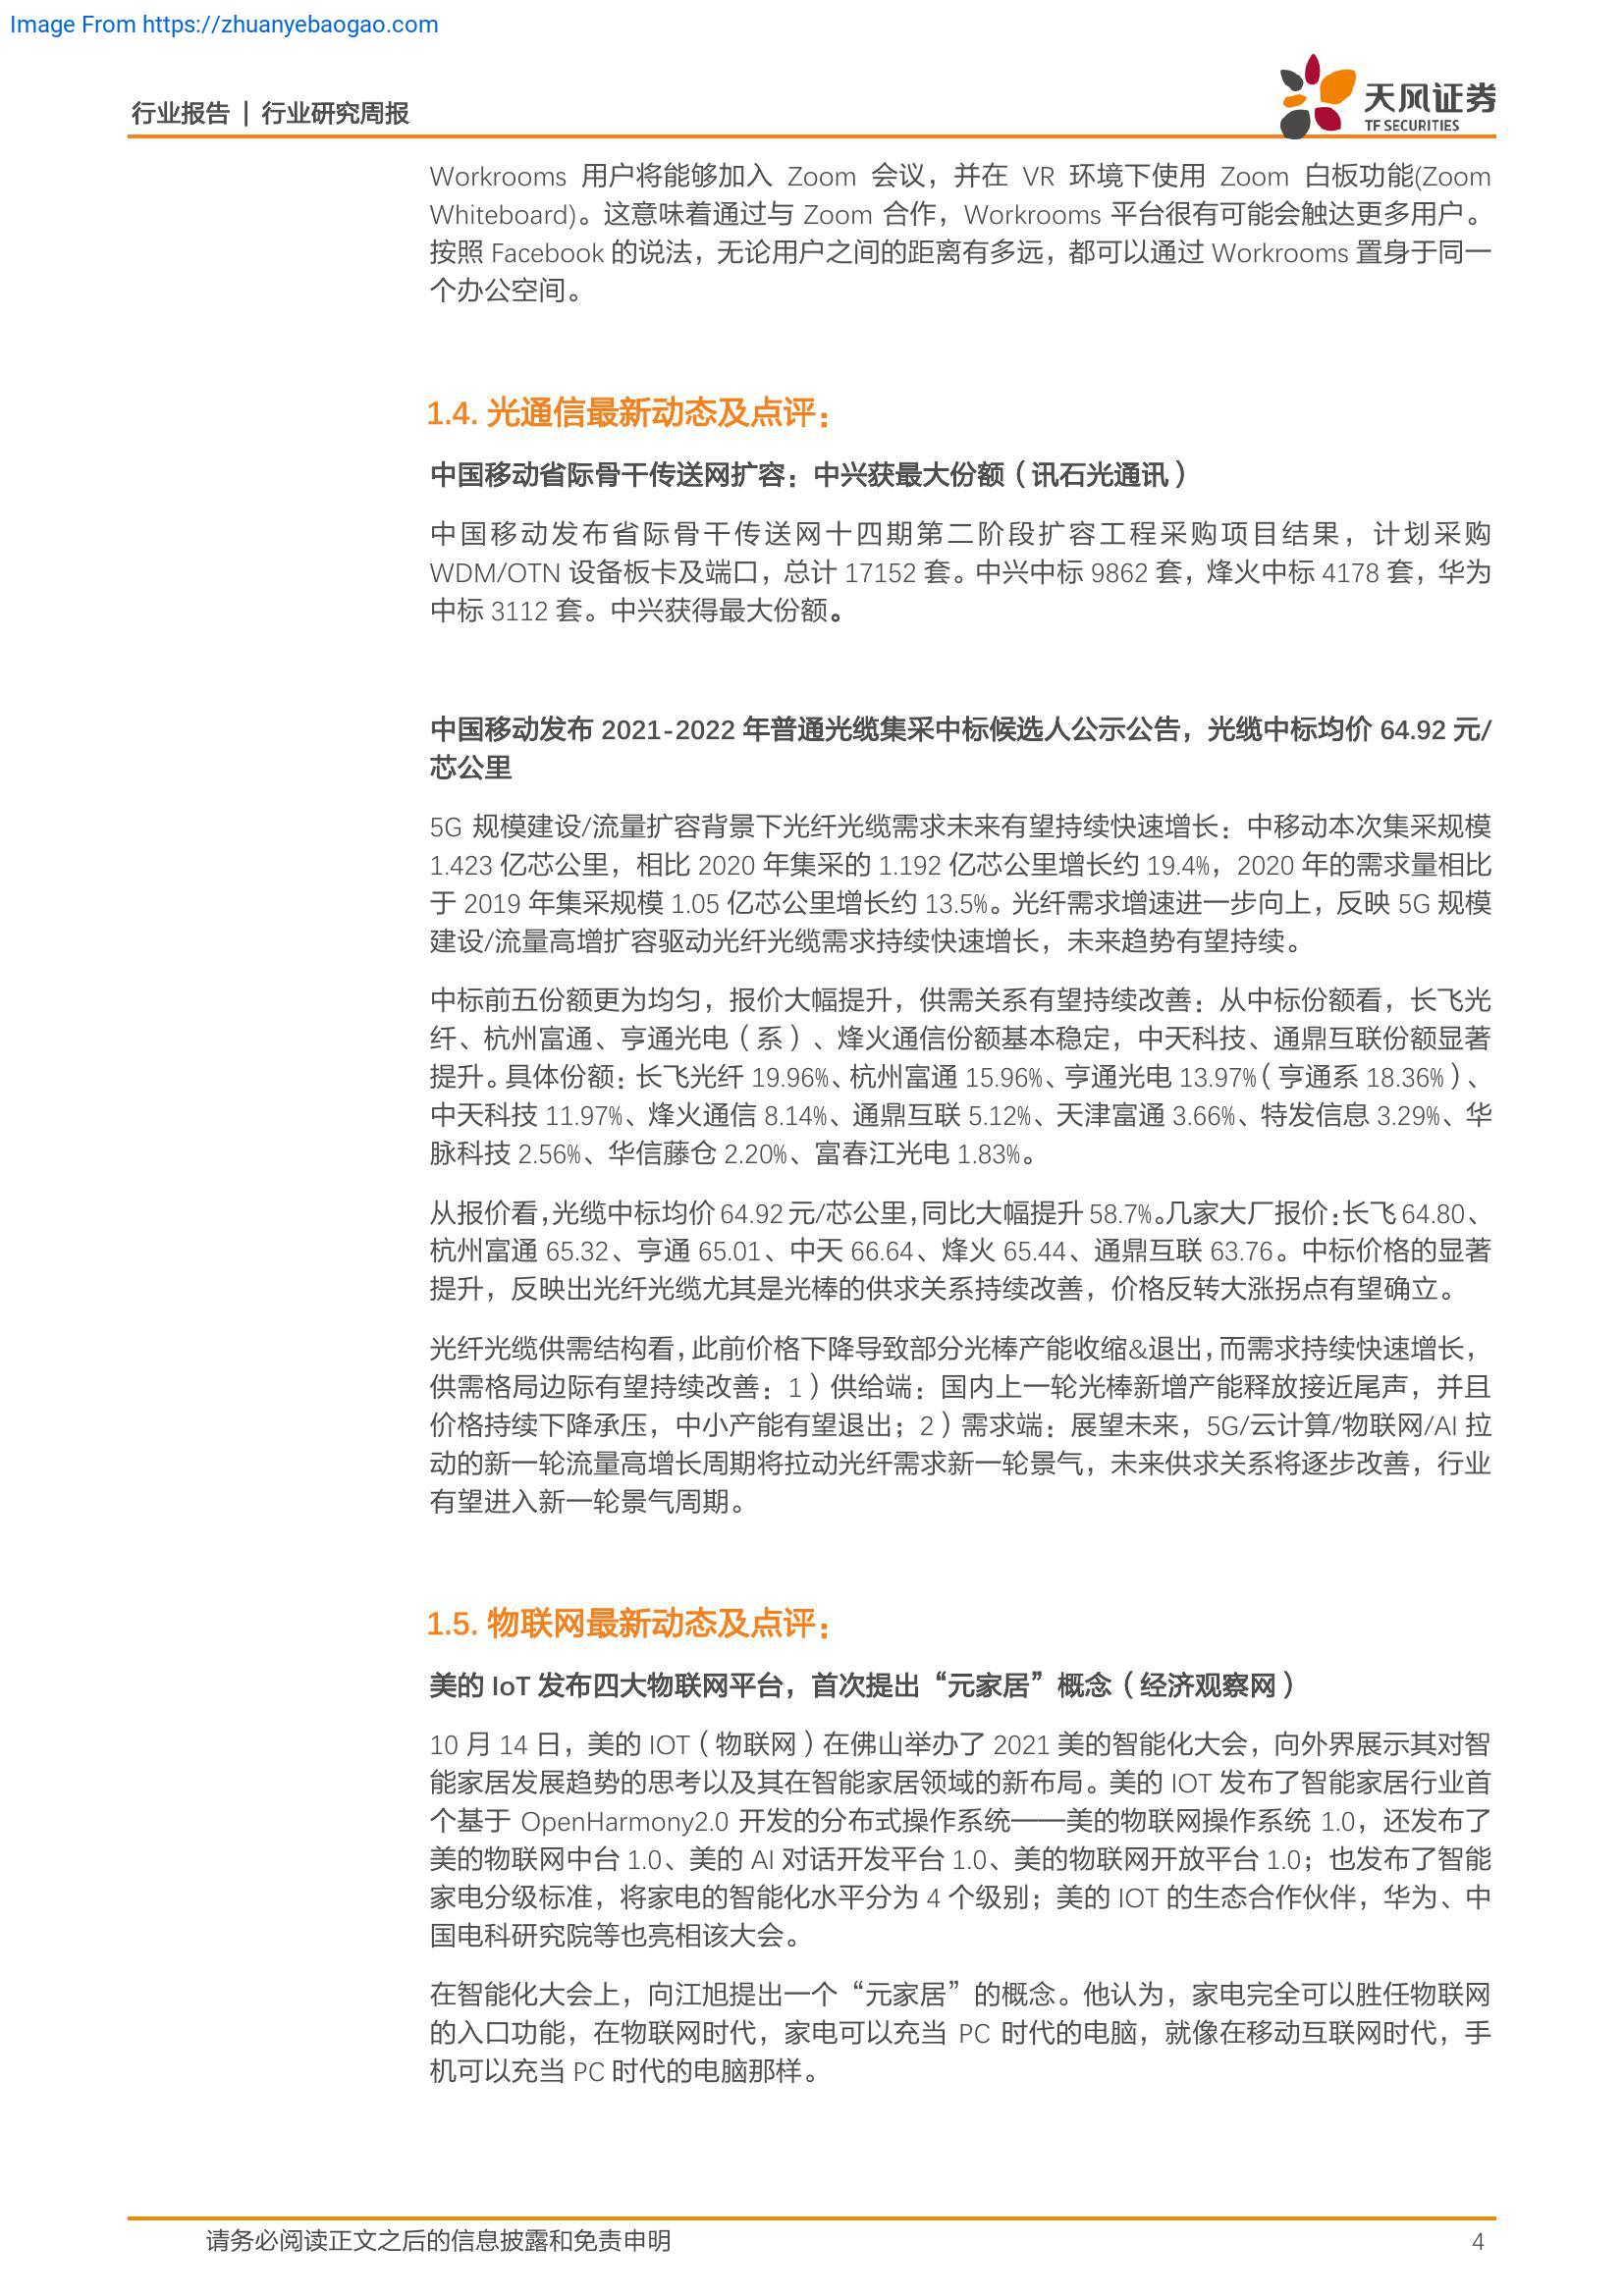 Image From https://zhuanyebaogao.com
行业报告 | 行业研究周报
天风证券
TF SECURITIES
Workrooms 用户将能够加入 Zoom 会议，并在 VR 环境下使用 Zoom 白板功能(Zoom
Whiteboard)。这意味着通过与 Zoom 合作，Workrooms 平台很有可能会触达更多用户。
按照 Facebook 的说法，无论用户之间的距离有多远，都可以通过 Workrooms 置身于同一
个办公空间。
1.4. 光通信最新动态及点评：
中国移动省际骨干传送网扩容：中兴获最大份额（讯石光通讯）
中国移动发布省际骨干传送网十四期第二阶段扩容工程采购项目结果，计划采购
WDM/OTN 设备板卡及端口，总计 17152 套。中兴中标 9862 套，烽火中标 4178 套，华为
中标 3112 套。中兴获得最大份额。
中国移动发布 2021-2022 年普通光缆集采中标候选人公示公告，光缆中标均价 64.92 元/
芯公里
5G 规模建设/流量扩容背景下光纤光缆需求未来有望持续快速增长：中移动本次集采规模
1.423 亿芯公里，相比 2020 年集采的 1.192 亿芯公里增长约 19.4%，2020 年的需求量相比
于 2019 年集采规模 1.05 亿芯公里增长约 13.5%。光纤需求增速进一步向上，反映 5G 规模
建设/流量高增扩容驱动光纤光缆需求持续快速增长，未来趋势有望持续。
中标前五份额更为均匀，报价大幅提升，供需关系有望持续改善：从中标份额看，长飞光
纤、杭州富通、亨通光电（系）、烽火通信份额基本稳定，中天科技、通鼎互联份额显著
提升。具体份额：长飞光纤 19.96%、杭州富通 15.96%、亨通光电 13.97%（亨通系 18.36%）、
中天科技 11.97%、烽火通信 8.14%、通鼎互联 5.12%、天津富通 3.66%、特发信息 3.29%、华
脉科技 2.56%、华信藤仓 2.20%、富春江光电 1.83%。
从报价看，光缆中标均价 64.92 元/芯公里，同比大幅提升 58.7%。几家大厂报价：长飞 64.80、
杭州富通 65.32、亨通 65.01、中天 66.64、烽火 65.44、通鼎互联 63.76。中标价格的显著
提升，反映出光纤光缆尤其是光棒的供求关系持续改善，价格反转大涨拐点有望确立。
光纤光缆供需结构看，此前价格下降导致部分光棒产能收缩&退出，而需求持续快速增长，
供需格局边际有望持续改善：1）供给端：国内上一轮光棒新增产能释放接近尾声，并且
价格持续下降承压，中小产能有望退出；2）需求端：展望未来，5G/云计算/物联网/AI 拉
动的新一轮流量高增长周期将拉动光纤需求新一轮景气，未来供求关系将逐步改善，行业
有望进入新一轮景气周期。
1.5. 物联网最新动态及点评：
美的 IoT 发布四大物联网平台，首次提出“元家居”概念（经济观察网）
10 月 14 日，美的 IOT（物联网）在佛山举办了 2021 美的智能化大会，向外界展示其对智
能家居发展趋势的思考以及其在智能家居领域的新布局。美的 IOT 发布了智能家居行业首
个基于 OpenHarmony2.0 开发的分布式操作系统——美的物联网操作系统 1.0，还发布了
美的物联网中台 1.0、美的 AI 对话开发平台 1.0、美的物联网开放平台 1.0；也发布了智能
家电分级标准，将家电的智能化水平分为 4 个级别；美的 IOT 的生态合作伙伴，华为、中
国电科研究院等也亮相该大会。
在智能化大会上，向江旭提出一个“元家居”的概念。他认为，家电完全可以胜任物联网
的入口功能，在物联网时代，家电可以充当 PC 时代的电脑，就像在移动互联网时代，手
机可以充当 PC 时代的电脑那样。
请务必阅读正文之后的信息披露和免责申明
4